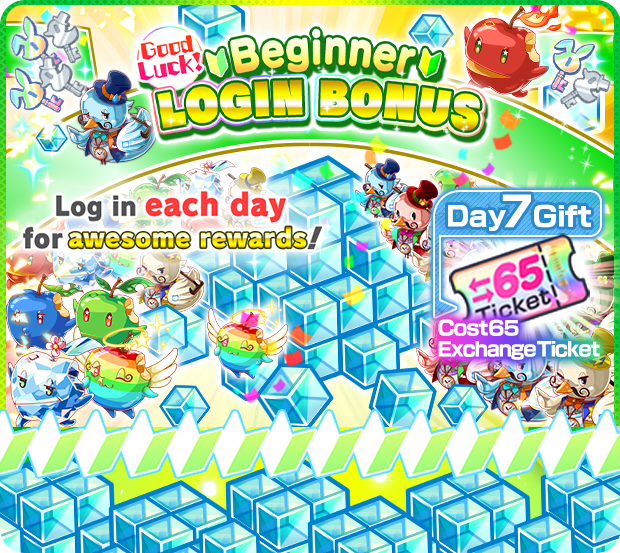 Good
Luck!
Beginner
LOGIN BONUS
Log in each day
for awesome rewards!
Day7 Gift
65
Ticket
Cost65
ExchangeTicket